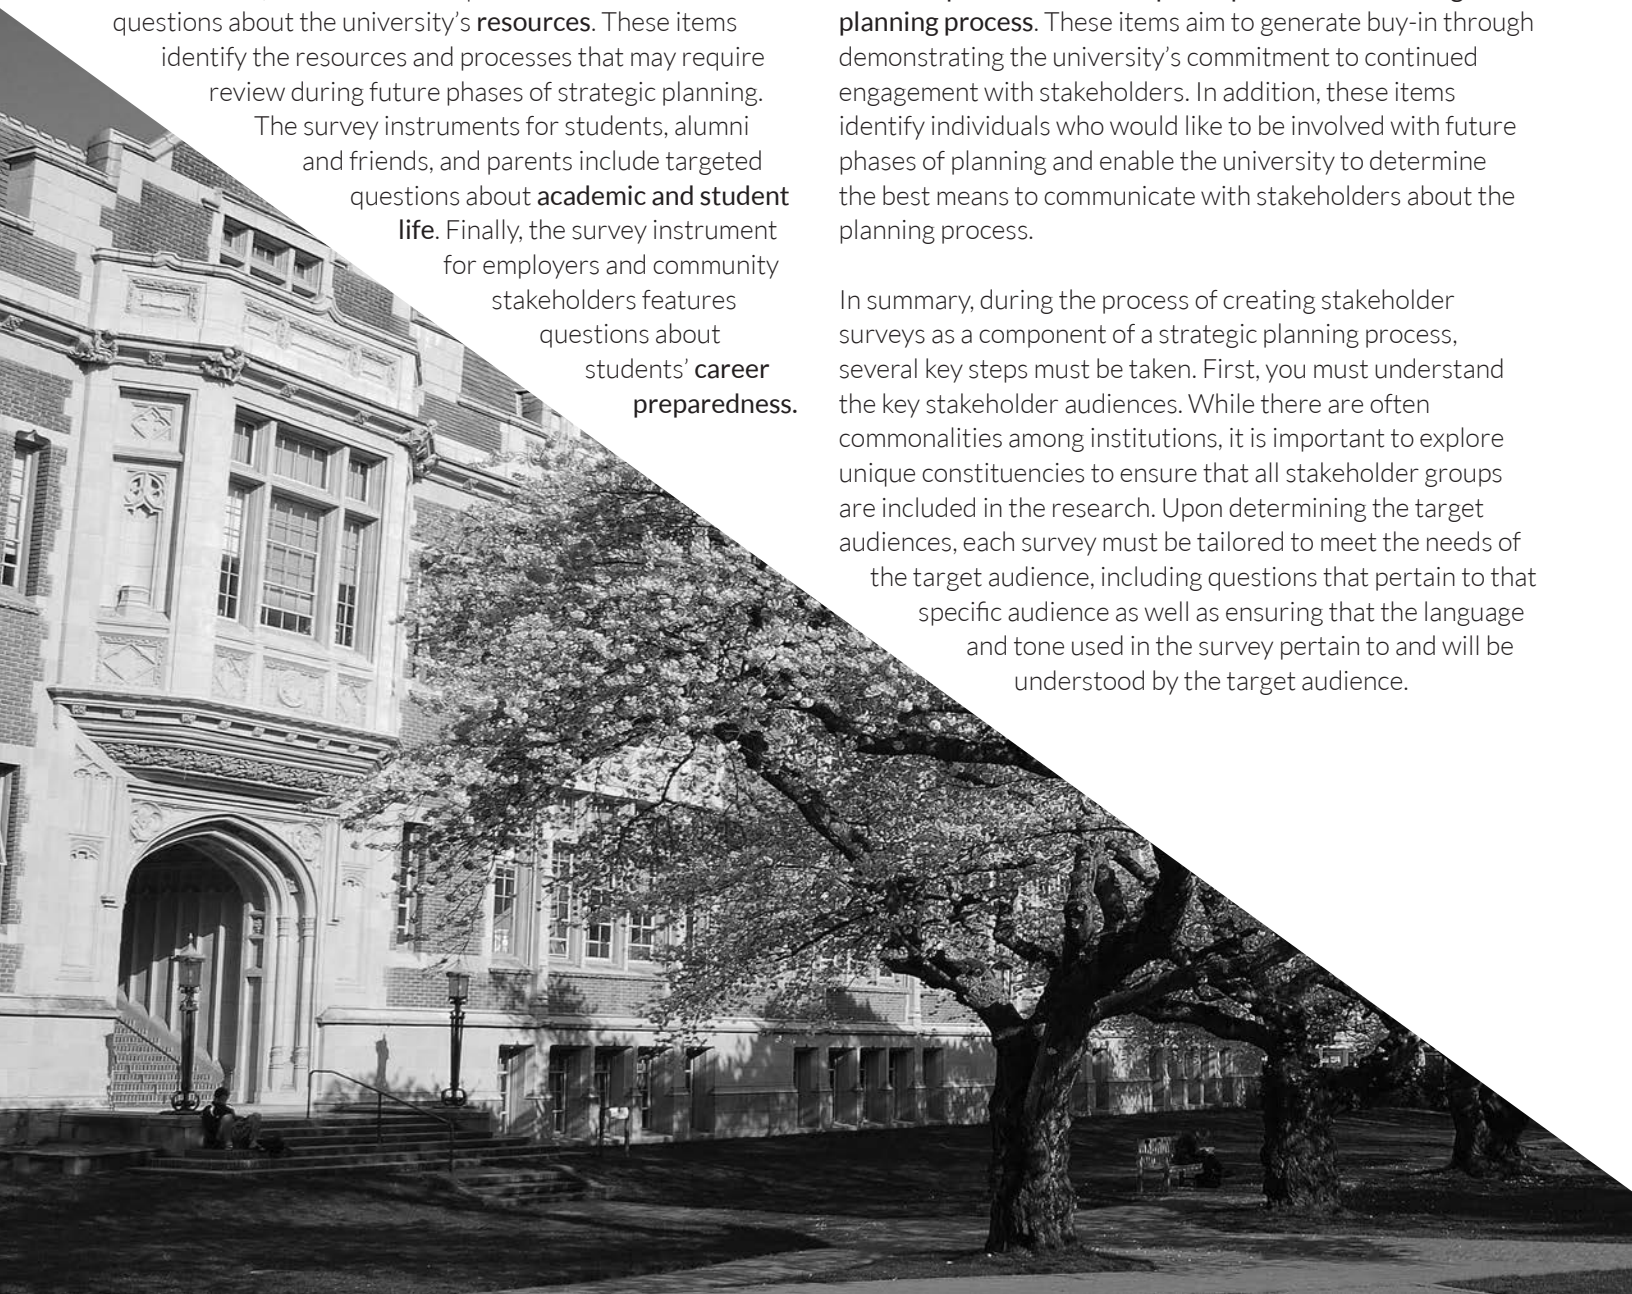 questions about the university’s resources. These items
identify the resources and processes that may require
review during future phases of strategic planning.
The survey instruments for students, alumni
and friends, and parents include targeted
questions about academic and student
life. Finally, the survey instrument
for employers and community
stakeholders features
questions about
students’ career
preparedness.
planning process. These items aim to generate buy-in through
demonstrating the university’s commitment to continued
engagement with stakeholders. In addition, these items
identify individuals who would like to be involved with future
phases of planning and enable the university to determine
the best means to communicate with stakeholders about the
planning process.
In summary, during the process of creating stakeholder
surveys as a component of a strategic planning process,
several key steps must be taken. First, you must understand
the key stakeholder audiences. While there are often
commonalities among institutions, it is important to explore
unique constituencies to ensure that all stakeholder groups
are included in the research. Upon determining the target
audiences, each survey must be tailored to meet the needs of
the target audience, including questions that pertain to that
specific audience as well as ensuring that the language
and tone used in the survey pertain to and will be
understood by the target audience.